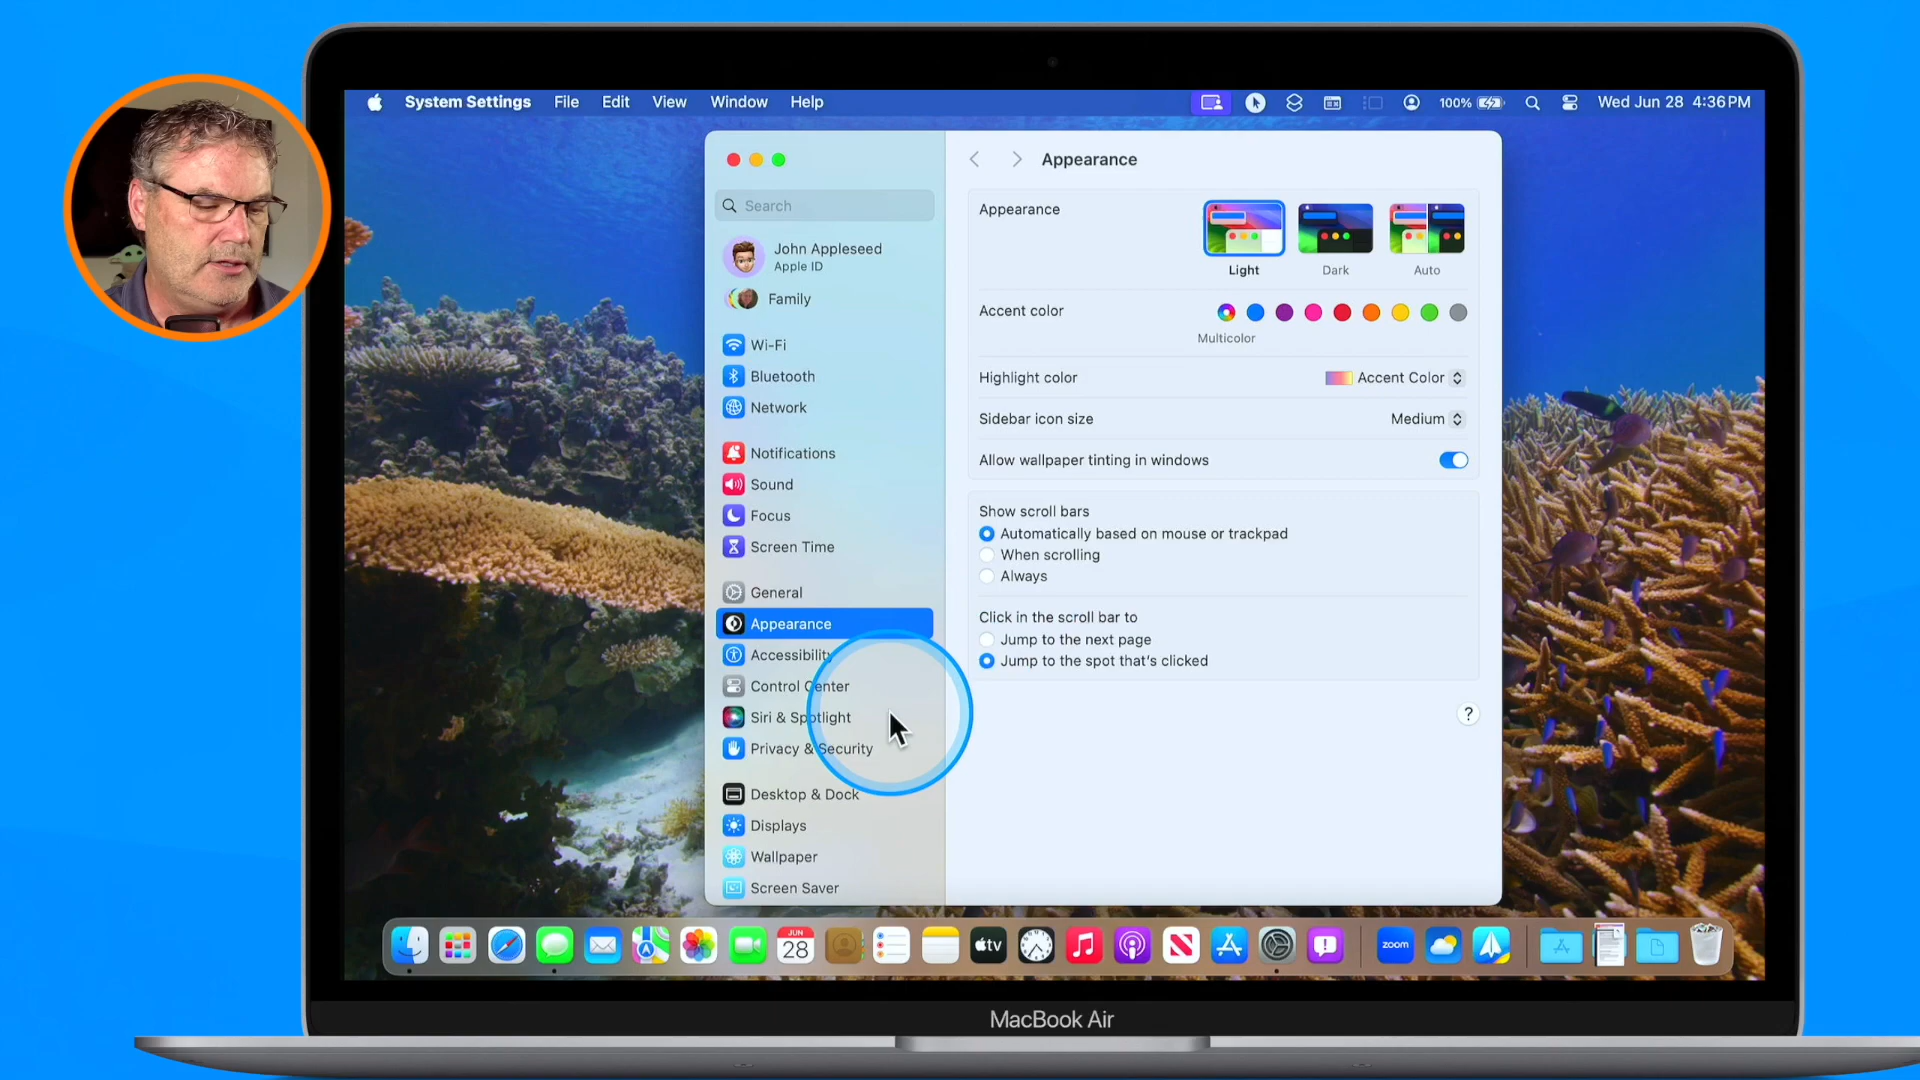 System Settings File Edit View Window Help 100% Wed Jun 28 4:36 PM
Search
John Appleseed
Apple ID
Family
Wi-Fi
Bluetooth
Network
Notifications
Sound
Focus
Screen Time
General
Appearance
Accessibility
Control Center
Siri & Spotlight
Privacy & Security
Desktop & Dock
Displays
Wallpaper
Screen Saver
Appearance
Appearance
Light Dark Auto
Accent color
Multicolor
Highlight color Accent Color
Sidebar icon size Medium
Allow wallpaper tinting in windows
Show scroll bars
Automatically based on mouse or trackpad
When scrolling
Always
Click in the scroll bar to
Jump to the next page
Jump to the spot that's clicked
?
JUN
28
tv
zoom
MacBook Air